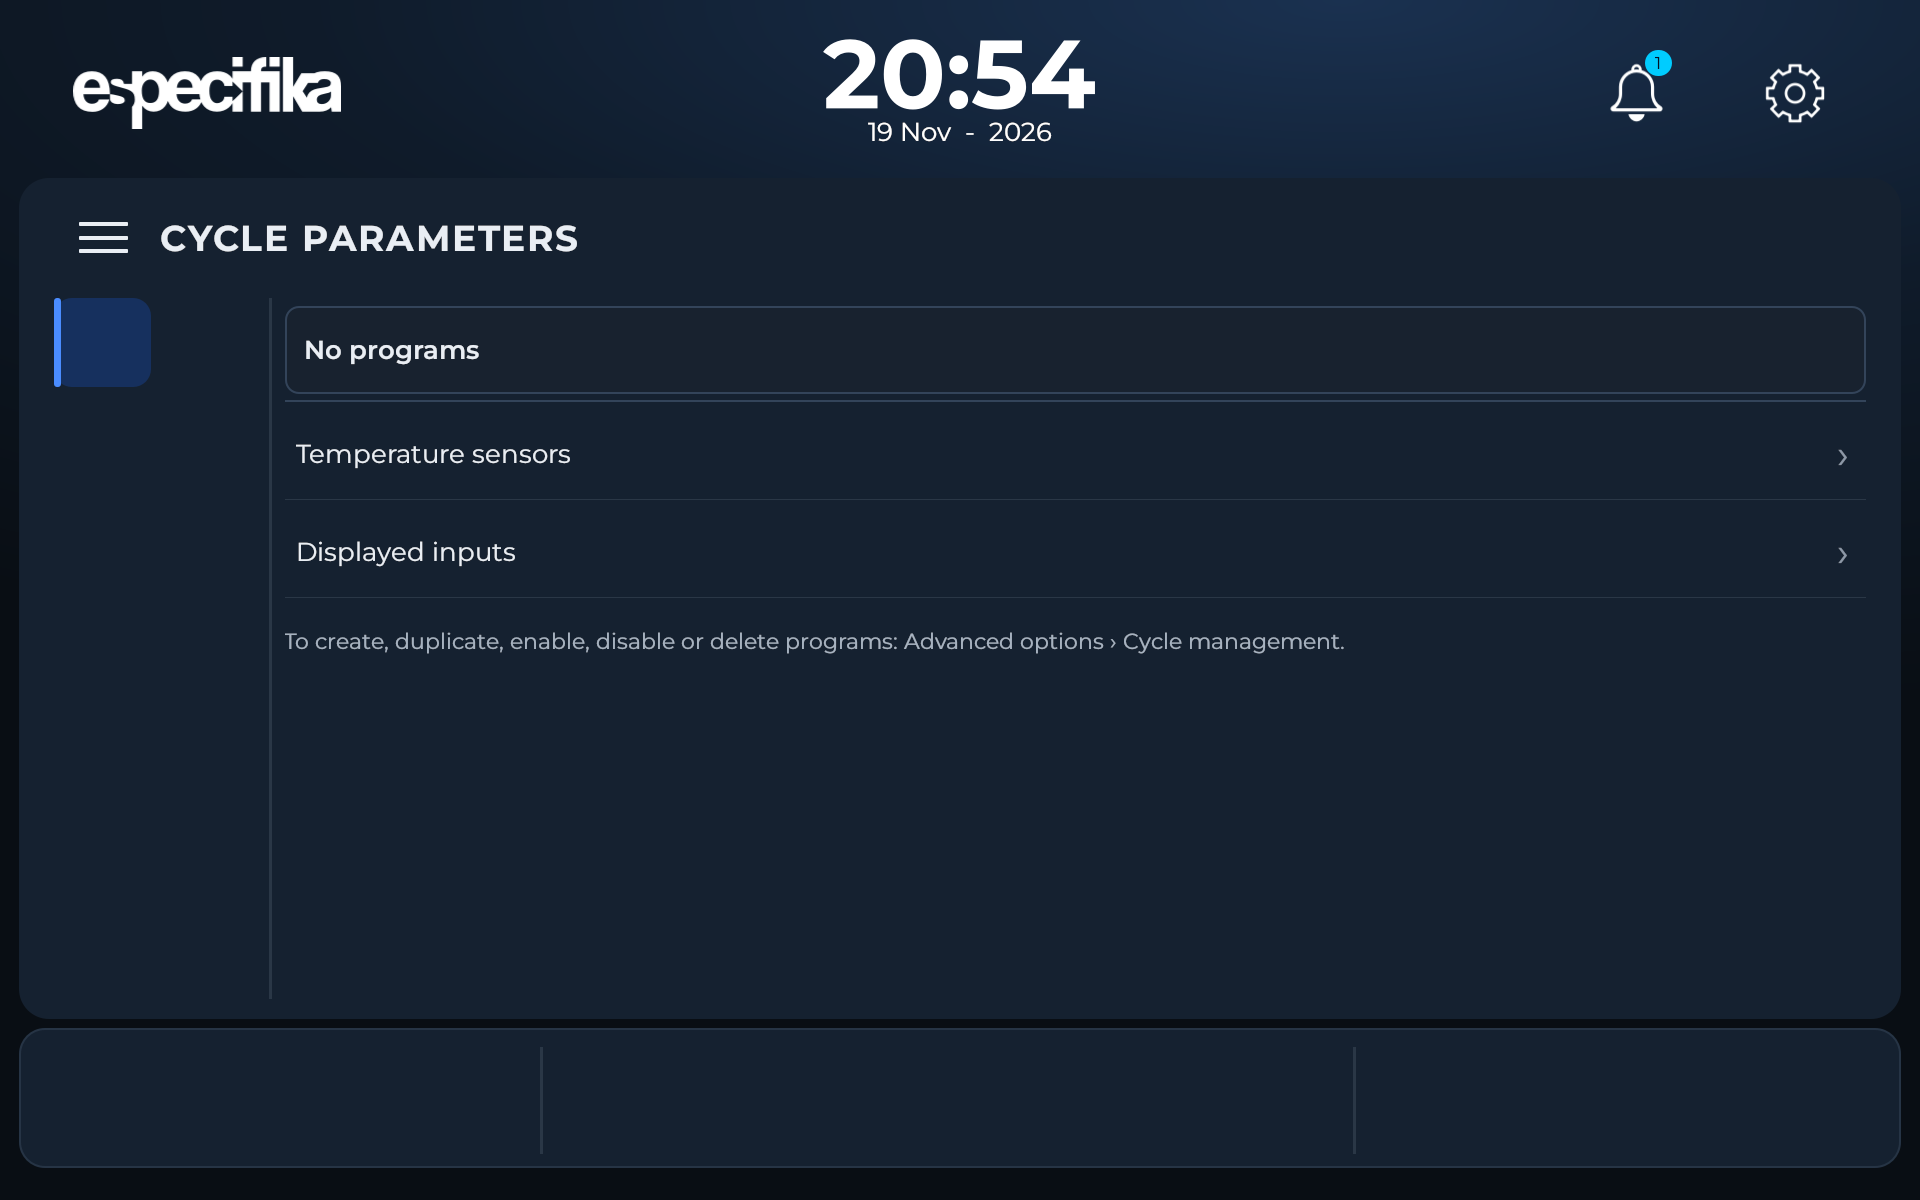 especifika
20:54
19 Nov - 2026
1
CYCLE PARAMETERS
No programs
Temperature sensors
›
Displayed inputs
›
To create, duplicate, enable, disable or delete programs: Advanced options › Cycle management.